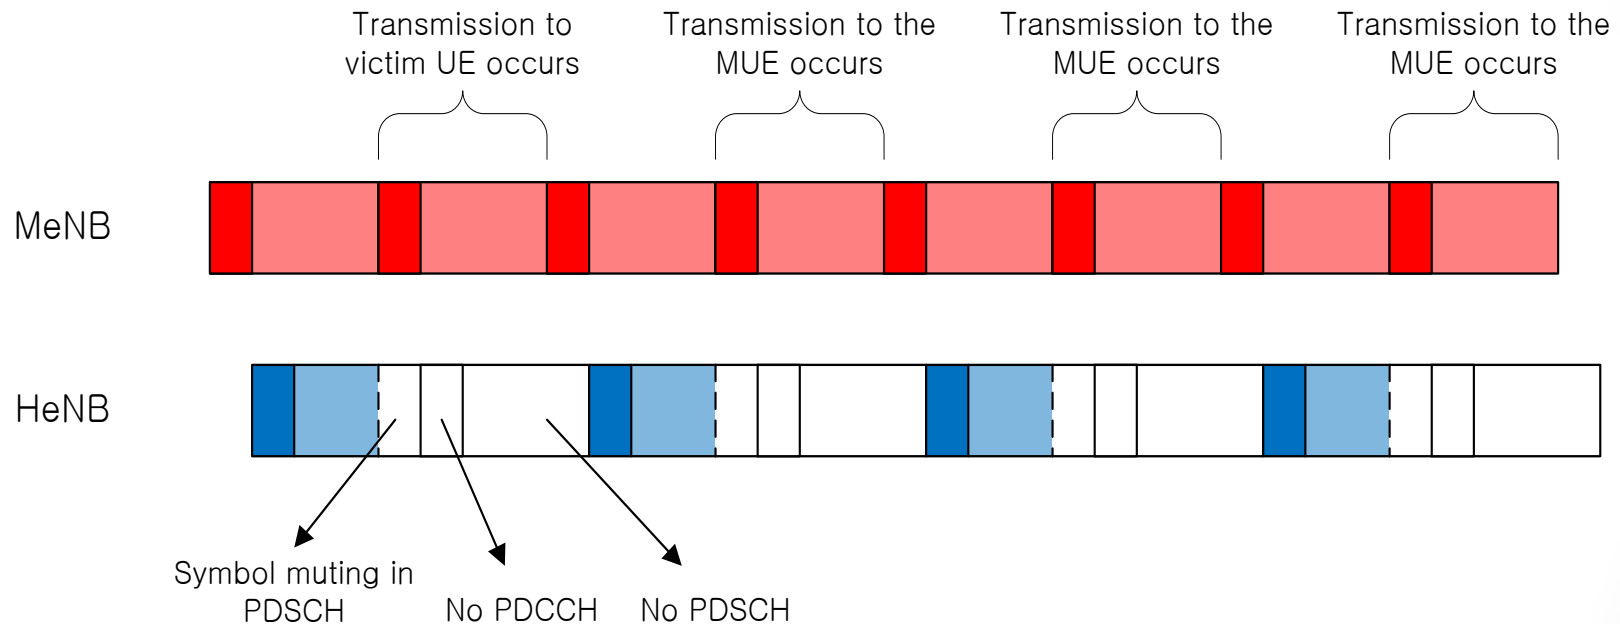 Transmission to
victim UE occurs
Transmission to the
MUE occurs
Transmission to the
MUE occurs
Transmission to the
MUE occurs
MeNB
HeNB
Symbol muting in
PDSCH
No PDCCH
No PDSCH